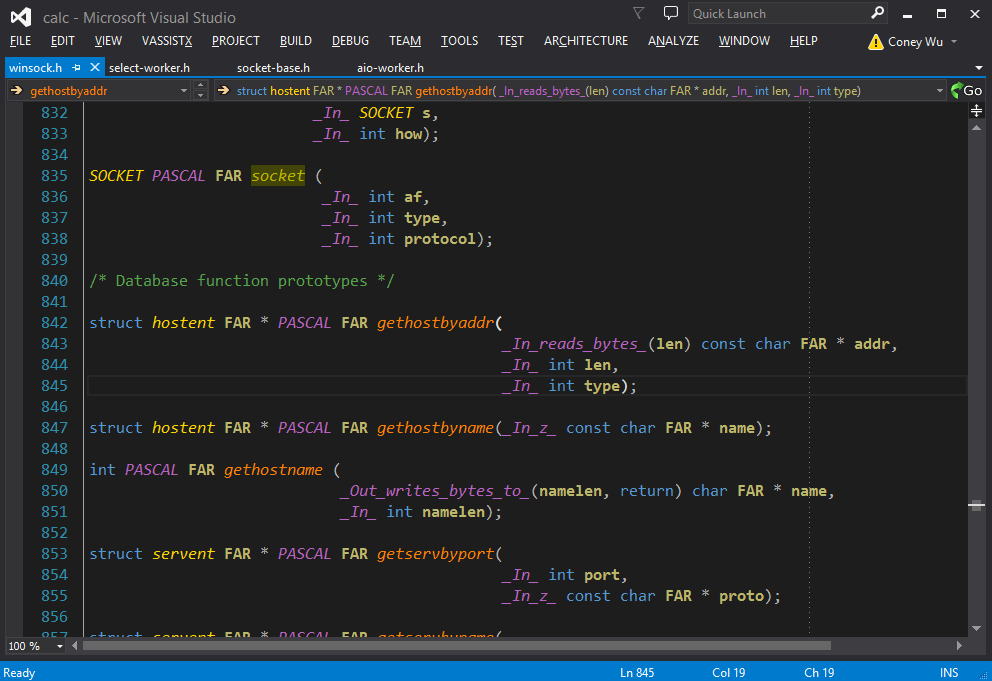 calc - Microsoft Visual Studio
Quick Launch
FILE EDIT VIEW VASSISTX PROJECT BUILD DEBUG TEAM TOOLS TEST ARCHITECTURE ANALYZE WINDOW HELP Coney Wu
winsock.h select-worker.h socket-base.h aio-worker.h
gethostbyaddr struct hostent FAR * PASCAL FAR gethostbyaddr( _In_reads_bytes_(len) const char FAR * addr, _In_ int len, _In_ int type) Go
832 _In_ SOCKET s,
833 _In_ int how);
834
835 SOCKET PASCAL FAR socket (
836 _In_ int af,
837 _In_ int type,
838 _In_ int protocol);
839
840 /* Database function prototypes */
841
842 struct hostent FAR * PASCAL FAR gethostbyaddr(
843 _In_reads_bytes_(len) const char FAR * addr,
844 _In_ int len,
845 _In_ int type);
846
847 struct hostent FAR * PASCAL FAR gethostbyname(_In_z_ const char FAR * name);
848
849 int PASCAL FAR gethostname (
850 _Out_writes_bytes_to_(namelen, return) char FAR * name,
851 _In_ int namelen);
852
853 struct servent FAR * PASCAL FAR getservbyport(
854 _In_ int port,
855 _In_z_ const char FAR * proto);
856
857 struct servent FAR * PASCAL FAR getservbyname(
100 %
Ready Ln 845 Col 19 Ch 19 INS